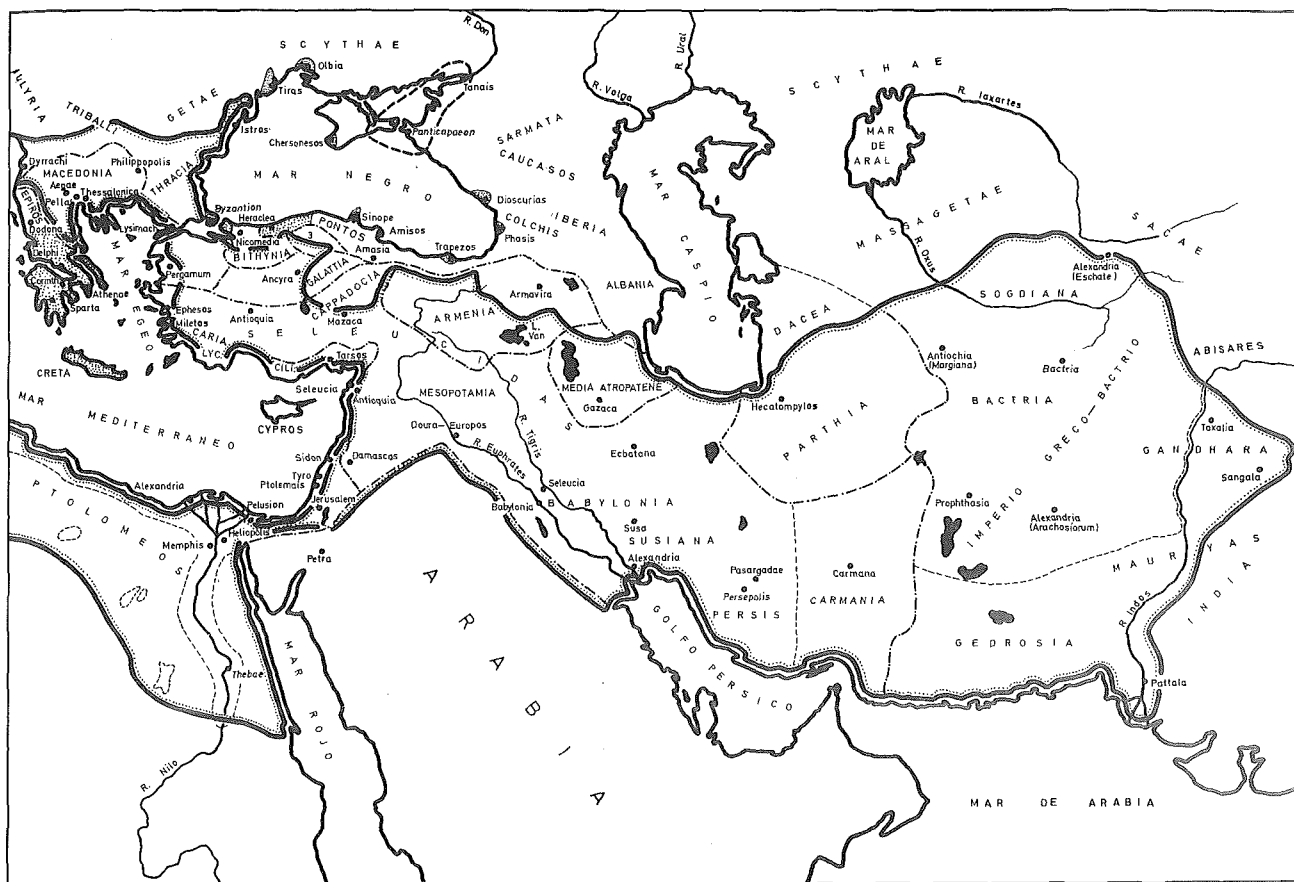 R. Don
SCYTHAE
Olbia
Tiras
Tanais
R. Ural
R. Volga
SCYTHAE
R. Iaxartes
ILLYRIA
TRIBALLI
GETAE
Istros
Chersonesos
Panticapaeon
SARMATA
CAUCASOS
MAR DE ARAL
Dyrrachi
MACEDONIA
Philippopolis
THRACIA
MAR NEGRO
Dioscurias
IBERIA
COLCHIS
Phasis
MAR CASPIO
MASSAGETAE
SACAE
R. Oxus
Aegae
Pella
Thessalonica
EPIROS
Dodona
Lysimach
Byzantion
Heraclea
Nicomedia
BITHYNIA
PONTOS
3
Sinope
Amisos
Amasia
Trapezos
GALATTIA
Ancyra
CAPPADOCIA
Mazaca
Armavira
ALBANIA
DACEA
SOGDIANA
Alexandria
(Eschate)
Delphi
Corinth
Athenae
Sparta
MAR EGEO
Pergamum
Ephesos
Miletos
CARIA
LYC.
Antioquia
SELEUCIDAS
CILI.
Tarsos
ARMENIA
L. Van
MEDIA ATROPATENE
Gazaca
Hecatompylos
PARTHIA
Antiochia
(Margiana)
Bactria
BACTRIA
ABISARES
Taxalia
GANDHARA
Sangala
CRETA
MAR MEDITERRANEO
CYPROS
Seleucia
Antioquia
MESOPOTAMIA
Doura-Europos
R. Euphrates
R. Tigris
Ecbatana
IMPERIO GRECO-BACTRIO
Sidon
Tyro
Ptolemais
Damascos
Jerusalem
Alexandria
Pelusion
Heliopolis
Memphis
PTOLOMEOS
Petra
Seleucia
BABYLONIA
Babylonia
Susa
SUSIANA
Alexandria
Pasargadae
Persepolis
PERSIS
Carmana
CARMANIA
Prophthasia
Alexandria
(Arachosiorum)
MAURYAS
INDIA
R. Indos
GEDROSIA
Pattala
Thebae
MAR ROJO
R. Nilo
ARABIA
GOLFO PERSICO
MAR DE ARABIA